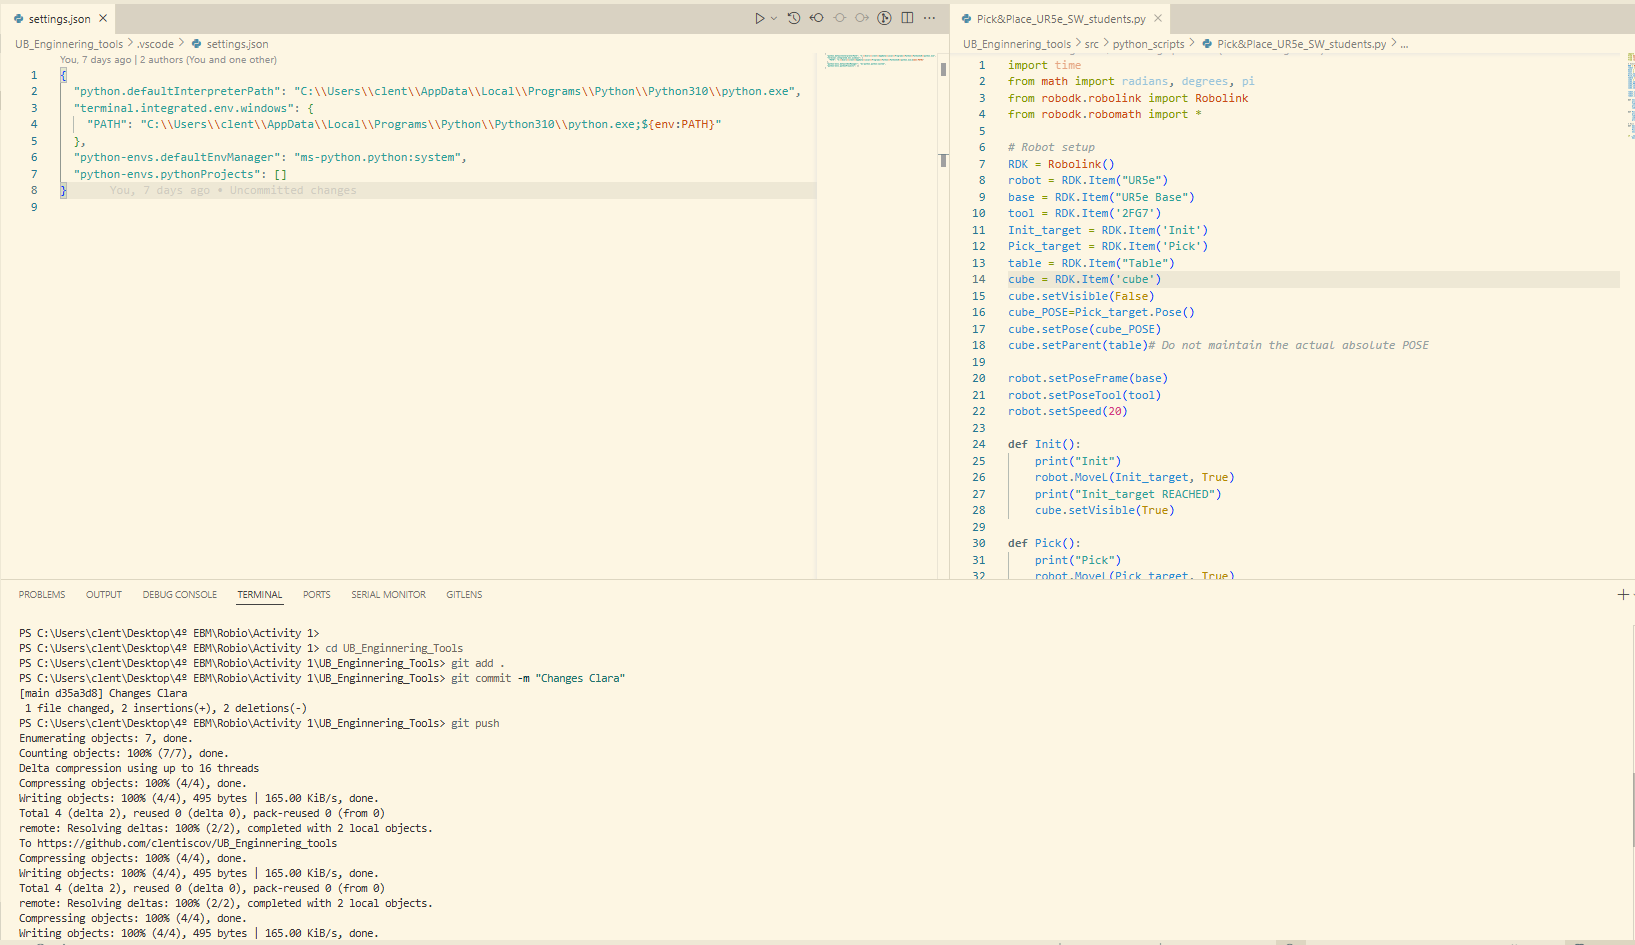 settings.json
UB_Enginnering_tools > .vscode > settings.json
You, 7 days ago | 2 authors (You and one other)
1 {
2 "python.defaultInterpreterPath": "C:\\Users\\clent\\AppData\\Local\\Programs\\Python\\Python310\\python.exe",
3 "terminal.integrated.env.windows": {
4 "PATH": "C:\\Users\\clent\\AppData\\Local\\Programs\\Python\\Python310\\python.exe;${env:PATH}"
5 },
6 "python-envs.defaultEnvManager": "ms-python.python:system",
7 "python-envs.pythonProjects": []
8 } You, 7 days ago • Uncommitted changes
9
Pick&Place_UR5e_SW_students.py
UB_Enginnering_tools > src > python_scripts > Pick&Place_UR5e_SW_students.py > ...
1 import time
2 from math import radians, degrees, pi
3 from robodk.robolink import Robolink
4 from robodk.robomath import *
5
6 # Robot setup
7 RDK = Robolink()
8 robot = RDK.Item("UR5e")
9 base = RDK.Item("UR5e Base")
10 tool = RDK.Item('2FG7')
11 Init_target = RDK.Item('Init')
12 Pick_target = RDK.Item('Pick')
13 table = RDK.Item("Table")
14 cube = RDK.Item('cube')
15 cube.setVisible(False)
16 cube_POSE=Pick_target.Pose()
17 cube.setPose(cube_POSE)
18 cube.setParent(table)# Do not maintain the actual absolute POSE
19
20 robot.setPoseFrame(base)
21 robot.setPoseTool(tool)
22 robot.setSpeed(20)
23
24 def Init():
25 print("Init")
26 robot.MoveL(Init_target, True)
27 print("Init_target REACHED")
28 cube.setVisible(True)
29
30 def Pick():
31 print("Pick")
32 robot.MoveL(Pick_target, True)
PROBLEMS OUTPUT DEBUG CONSOLE TERMINAL PORTS SERIAL MONITOR GITLENS
PS C:\Users\clent\Desktop\4º EBM\Robio\Activity 1>
PS C:\Users\clent\Desktop\4º EBM\Robio\Activity 1> cd UB_Enginnering_Tools
PS C:\Users\clent\Desktop\4º EBM\Robio\Activity 1\UB_Enginnering_Tools> git add .
PS C:\Users\clent\Desktop\4º EBM\Robio\Activity 1\UB_Enginnering_Tools> git commit -m "Changes Clara"
[main d35a3d8] Changes Clara
1 file changed, 2 insertions(+), 2 deletions(-)
PS C:\Users\clent\Desktop\4º EBM\Robio\Activity 1\UB_Enginnering_Tools> git push
Enumerating objects: 7, done.
Counting objects: 100% (7/7), done.
Delta compression using up to 16 threads
Compressing objects: 100% (4/4), done.
Writing objects: 100% (4/4), 495 bytes | 165.00 KiB/s, done.
Total 4 (delta 2), reused 0 (delta 0), pack-reused 0 (from 0)
remote: Resolving deltas: 100% (2/2), completed with 2 local objects.
To https://github.com/clentiscov/UB_Enginnering_tools
Compressing objects: 100% (4/4), done.
Writing objects: 100% (4/4), 495 bytes | 165.00 KiB/s, done.
Total 4 (delta 2), reused 0 (delta 0), pack-reused 0 (from 0)
remote: Resolving deltas: 100% (2/2), completed with 2 local objects.
Compressing objects: 100% (4/4), done.
Writing objects: 100% (4/4), 495 bytes | 165.00 KiB/s, done.